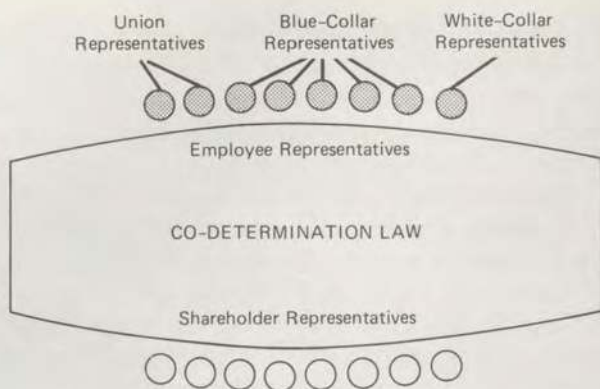 Union
Representatives
Blue-Collar
Representatives
White-Collar
Representatives
Employee Representatives
CO-DETERMINATION LAW
Shareholder Representatives